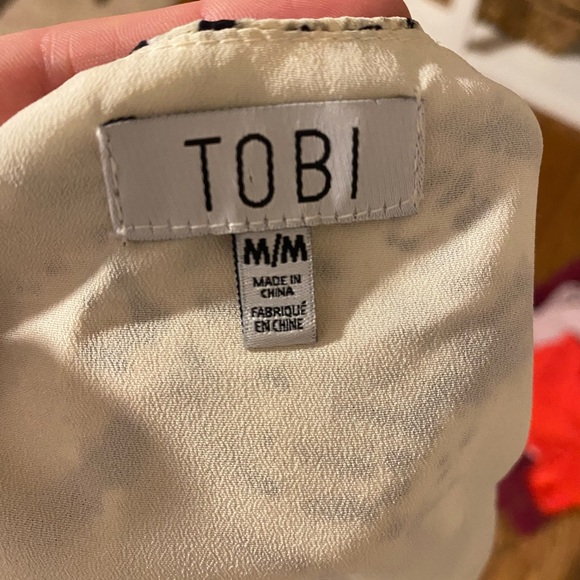 TOBI
M/M
MADE IN
CHINA
FABRIQUÉ
EN CHINE